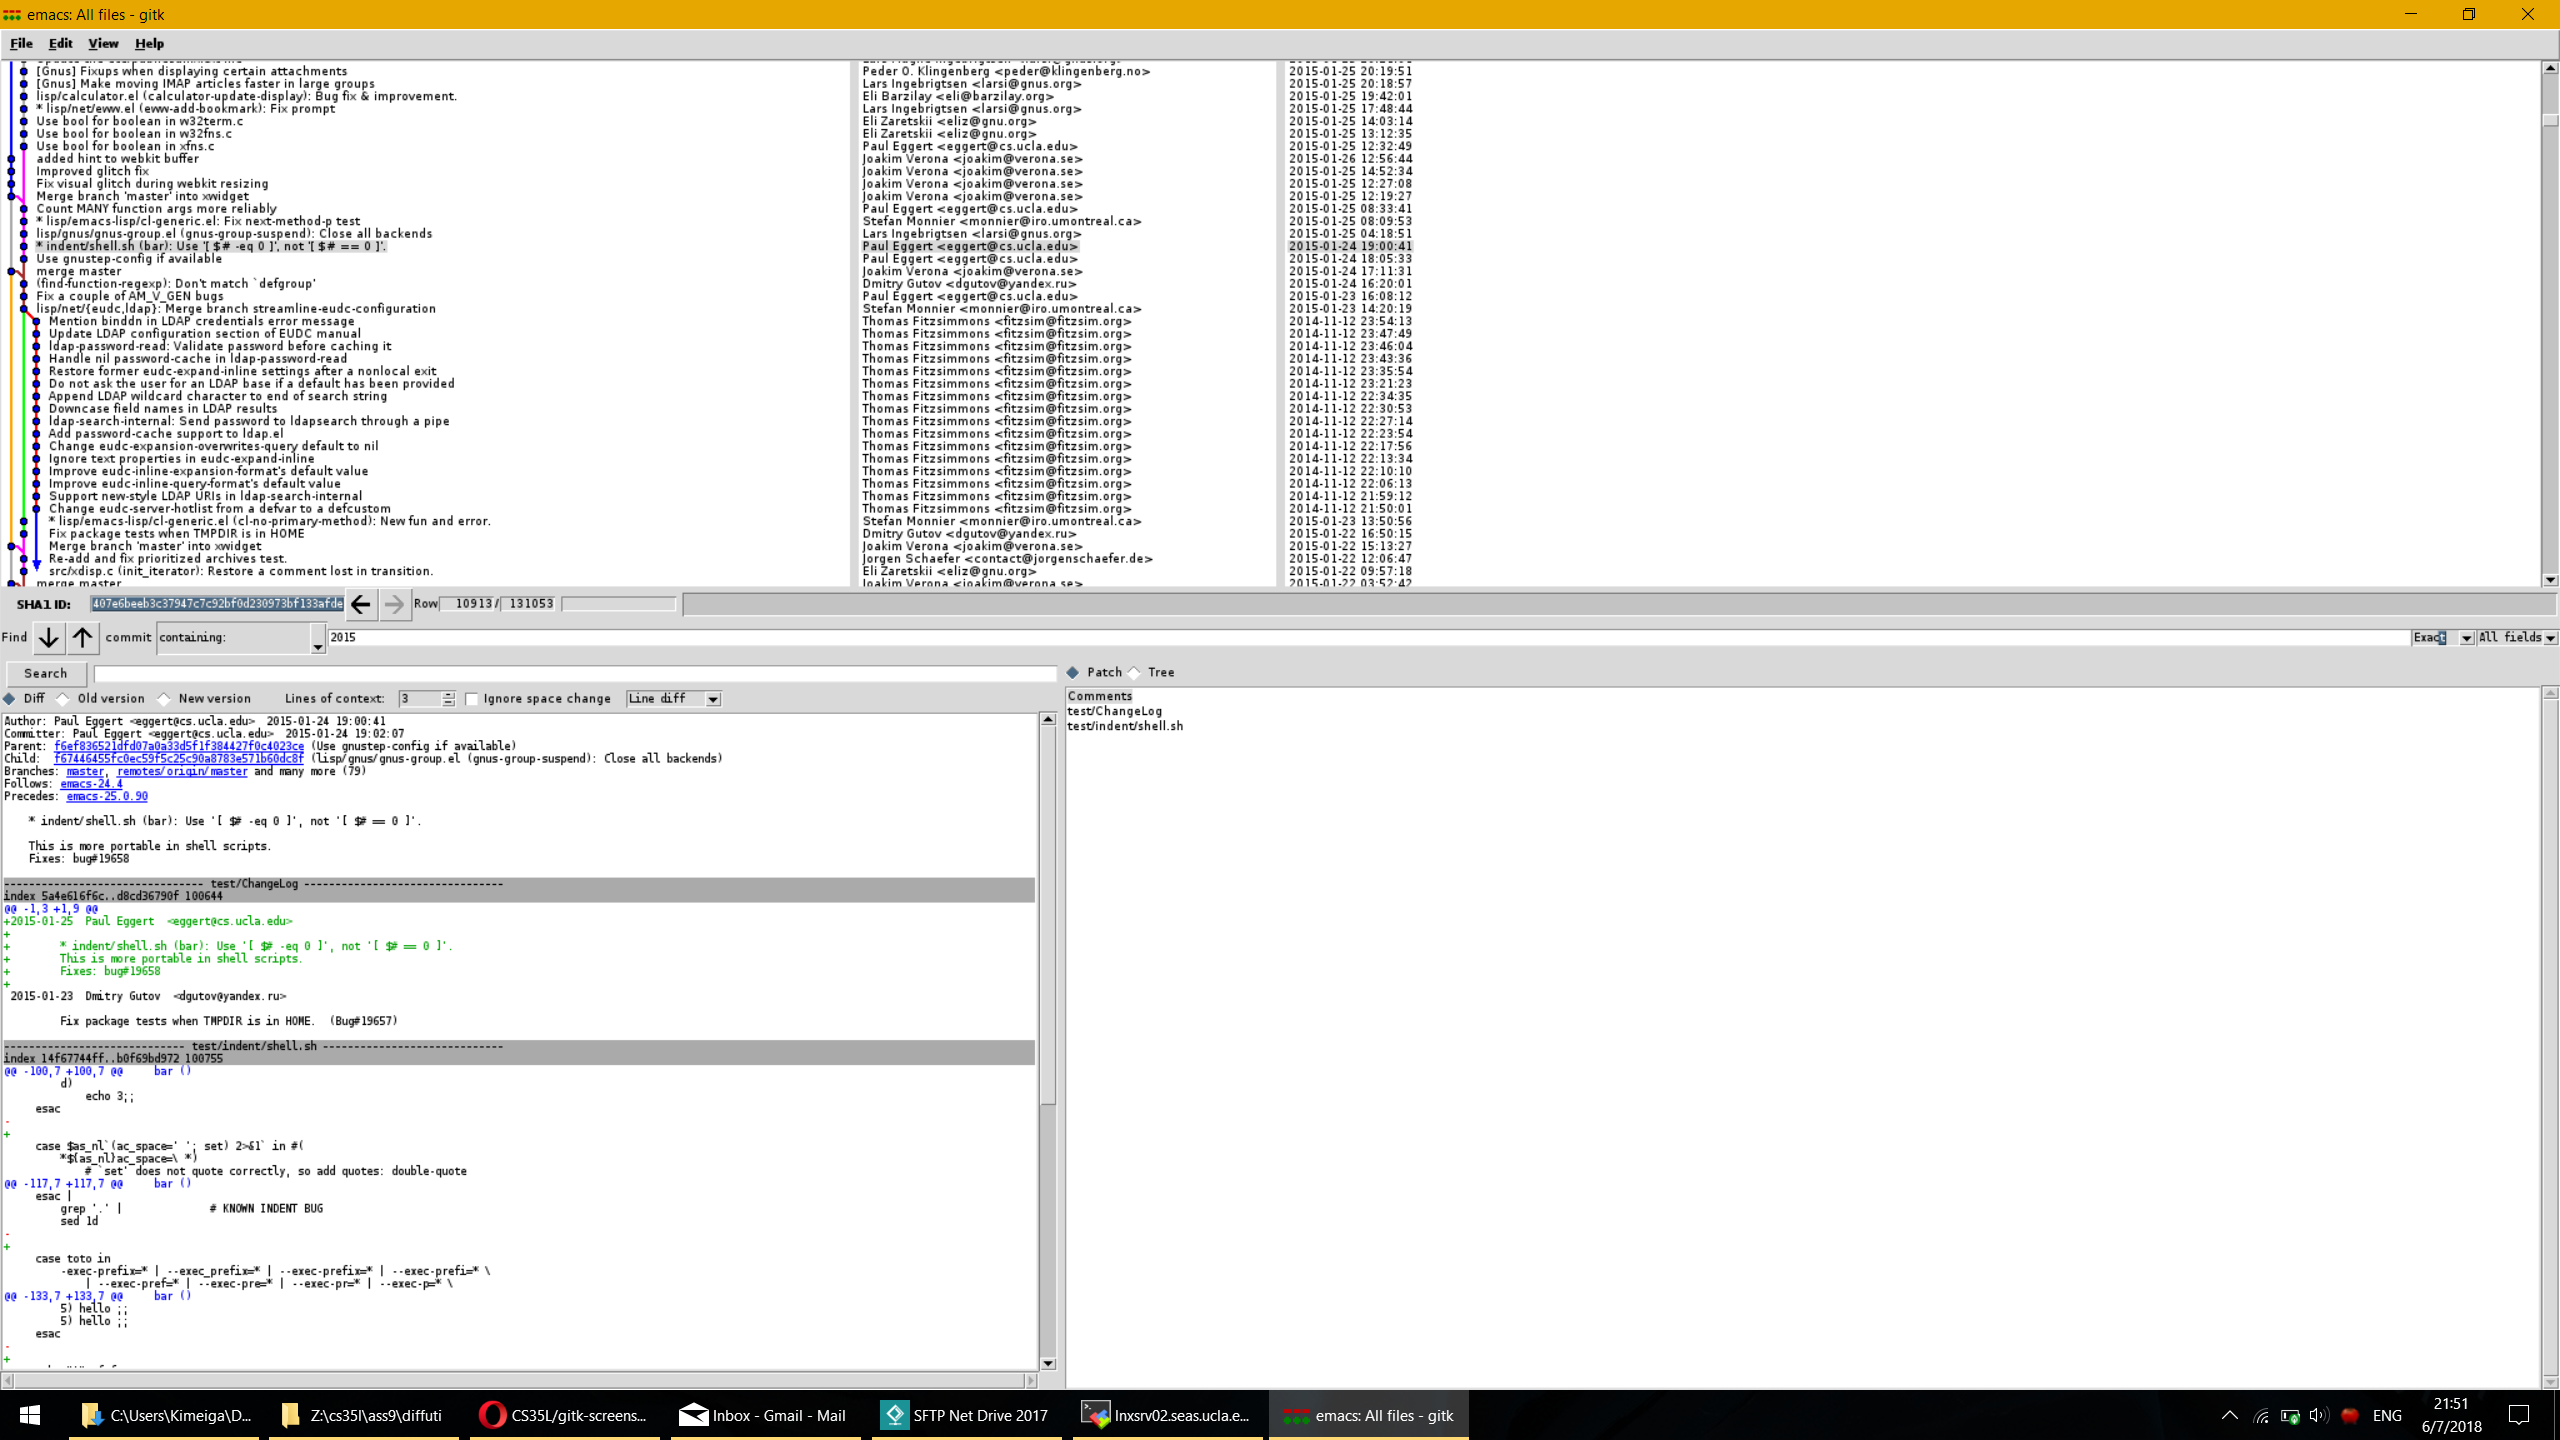 emacs: All files - gitk
File Edit View Help
[Gnus] Fixups when displaying certain attachments Peder O. Klingenberg <peder@klingenberg.no> 2015-01-25 20:19:51
[Gnus] Make moving IMAP articles faster in large groups Lars Ingebrigtsen <larsi@gnus.org> 2015-01-25 20:18:57
lisp/calculator.el (calculator-update-display): Bug fix & improvement. Eli Barzilay <eli@barzilay.org> 2015-01-25 19:42:01
* lisp/net/eww.el (eww-add-bookmark): Fix prompt Lars Ingebrigtsen <larsi@gnus.org> 2015-01-25 17:48:44
Use bool for boolean in w32term.c Eli Zaretskii <eliz@gnu.org> 2015-01-25 14:03:14
Use bool for boolean in w32fns.c Eli Zaretskii <eliz@gnu.org> 2015-01-25 13:12:35
Use bool for boolean in xfns.c Paul Eggert <eggert@cs.ucla.edu> 2015-01-25 12:32:49
added hint to webkit buffer Joakim Verona <joakim@verona.se> 2015-01-26 12:56:44
Improved glitch fix Joakim Verona <joakim@verona.se> 2015-01-25 14:52:34
Fix visual glitch during webkit resizing Joakim Verona <joakim@verona.se> 2015-01-25 12:27:08
Merge branch 'master' into xwidget Joakim Verona <joakim@verona.se> 2015-01-25 12:19:27
Count MANY function args more reliably Paul Eggert <eggert@cs.ucla.edu> 2015-01-25 08:33:41
* lisp/emacs-lisp/cl-generic.el: Fix next-method-p test Stefan Monnier <monnier@iro.umontreal.ca> 2015-01-25 08:09:53
lisp/gnus/gnus-group.el (gnus-group-suspend): Close all backends Lars Ingebrigtsen <larsi@gnus.org> 2015-01-25 04:18:51
* indent/shell.sh (bar): Use '[ $# -eq 0 ]', not '[ $# == 0 ]'. Paul Eggert <eggert@cs.ucla.edu> 2015-01-24 19:00:41
Use gnustep-config if available Paul Eggert <eggert@cs.ucla.edu> 2015-01-24 18:05:33
merge master Joakim Verona <joakim@verona.se> 2015-01-24 17:11:31
(find-function-regexp): Don't match `defgroup' Dmitry Gutov <dgutov@yandex.ru> 2015-01-24 16:20:01
Fix a couple of AM_V_GEN bugs Paul Eggert <eggert@cs.ucla.edu> 2015-01-23 16:08:12
lisp/net/{eudc,ldap}: Merge branch streamline-eudc-configuration Stefan Monnier <monnier@iro.umontreal.ca> 2015-01-23 14:20:19
Mention binddn in LDAP credentials error message Thomas Fitzsimmons <fitzsim@fitzsim.org> 2014-11-12 23:54:13
Update LDAP configuration section of EUDC manual Thomas Fitzsimmons <fitzsim@fitzsim.org> 2014-11-12 23:47:49
ldap-password-read: Validate password before caching it Thomas Fitzsimmons <fitzsim@fitzsim.org> 2014-11-12 23:46:04
Handle nil password-cache in ldap-password-read Thomas Fitzsimmons <fitzsim@fitzsim.org> 2014-11-12 23:43:36
Restore former eudc-expand-inline settings after a nonlocal exit Thomas Fitzsimmons <fitzsim@fitzsim.org> 2014-11-12 23:35:54
Do not ask the user for an LDAP base if a default has been provided Thomas Fitzsimmons <fitzsim@fitzsim.org> 2014-11-12 23:21:23
Append LDAP wildcard character to end of search string Thomas Fitzsimmons <fitzsim@fitzsim.org> 2014-11-12 22:34:35
Downcase field names in LDAP results Thomas Fitzsimmons <fitzsim@fitzsim.org> 2014-11-12 22:30:53
ldap-search-internal: Send password to ldapsearch through a pipe Thomas Fitzsimmons <fitzsim@fitzsim.org> 2014-11-12 22:27:14
Add password-cache support to ldap.el Thomas Fitzsimmons <fitzsim@fitzsim.org> 2014-11-12 22:23:54
Change eudc-expansion-overwrites-query default to nil Thomas Fitzsimmons <fitzsim@fitzsim.org> 2014-11-12 22:17:56
Ignore text properties in eudc-expand-inline Thomas Fitzsimmons <fitzsim@fitzsim.org> 2014-11-12 22:13:34
Improve eudc-inline-expansion-format's default value Thomas Fitzsimmons <fitzsim@fitzsim.org> 2014-11-12 22:10:10
Improve eudc-inline-query-format's default value Thomas Fitzsimmons <fitzsim@fitzsim.org> 2014-11-12 22:06:13
Support new-style LDAP URIs in ldap-search-internal Thomas Fitzsimmons <fitzsim@fitzsim.org> 2014-11-12 21:59:12
Change eudc-server-hotlist from a defvar to a defcustom Thomas Fitzsimmons <fitzsim@fitzsim.org> 2014-11-12 21:50:01
* lisp/emacs-lisp/cl-generic.el (cl-no-primary-method): New fun and error. Stefan Monnier <monnier@iro.umontreal.ca> 2015-01-23 13:50:56
Fix package tests when TMPDIR is in HOME Dmitry Gutov <dgutov@yandex.ru> 2015-01-22 16:50:15
Merge branch 'master' into xwidget Joakim Verona <joakim@verona.se> 2015-01-22 15:13:27
Re-add and fix prioritized archives test. Jorgen Schaefer <contact@jorgenschaefer.de> 2015-01-22 12:06:47
src/xdisp.c (init_iterator): Restore a comment lost in transition. Eli Zaretskii <eliz@gnu.org> 2015-01-22 09:57:18
merge master Joakim Verona <joakim@verona.se> 2015-01-22 03:52:42
SHA1 ID: 407e6beeb3c37947c7c92bf0d230973bf133afde Row 10913 / 131053
Find commit containing: 2015 Exact All fields
Search Patch Tree
Diff Old version New version Lines of context: 3 Ignore space change Line diff
Comments
test/ChangeLog
test/indent/shell.sh
Author: Paul Eggert <eggert@cs.ucla.edu> 2015-01-24 19:00:41
Committer: Paul Eggert <eggert@cs.ucla.edu> 2015-01-24 19:02:07
Parent: f6ef836521dfd07a0a33d5f1f384427f0c4023ce (Use gnustep-config if available)
Child: f67446455fc0ec59f5c25c90a8783e571b60dc8f (lisp/gnus/gnus-group.el (gnus-group-suspend): Close all backends)
Branches: master, remotes/origin/master and many more (79)
Follows: emacs-24.4
Precedes: emacs-25.0.90
* indent/shell.sh (bar): Use '[ $# -eq 0 ]', not '[ $# == 0 ]'.
This is more portable in shell scripts.
Fixes: bug#19658
-------------------------------- test/ChangeLog --------------------------------
index 5a4e616f6c..d8cd36790f 100644
@@ -1,3 +1,9 @@
+2015-01-25  Paul Eggert  <eggert@cs.ucla.edu>
+
+ * indent/shell.sh (bar): Use '[ $# -eq 0 ]', not '[ $# == 0 ]'.
+ This is more portable in shell scripts.
+ Fixes: bug#19658
+
2015-01-23  Dmitry Gutov  <dgutov@yandex.ru>
Fix package tests when TMPDIR is in HOME.  (Bug#19657)
----------------------------- test/indent/shell.sh -----------------------------
index 14f67744ff..b0f69bd972 100755
@@ -100,7 +100,7 @@ bar ()
d)
echo 3;;
esac
-
+
case $as_nl`(ac_space=' '; set) 2>&1` in #(
*${as_nl}ac_space=\ *)
# `set' does not quote correctly, so add quotes: double-quote
@@ -117,7 +117,7 @@ bar ()
esac |
grep '.' | # KNOWN INDENT BUG
sed 1d
-
+
case toto in
-exec-prefix=* | --exec_prefix=* | --exec-prefix=* | --exec-prefi=* \
| --exec-pref=* | --exec-pre=* | --exec-pr=* | --exec-p=* \
@@ -133,7 +133,7 @@ bar ()
5) hello ;;
5) hello ;;
esac
-
+
C:\Users\Kimeiga\D... Z:\cs35l\ass9\diffuti CS35L/gitk-screens... Inbox - Gmail - Mail SFTP Net Drive 2017 lnxsrv02.seas.ucla.e... emacs: All files - gitk ENG 21:51
6/7/2018